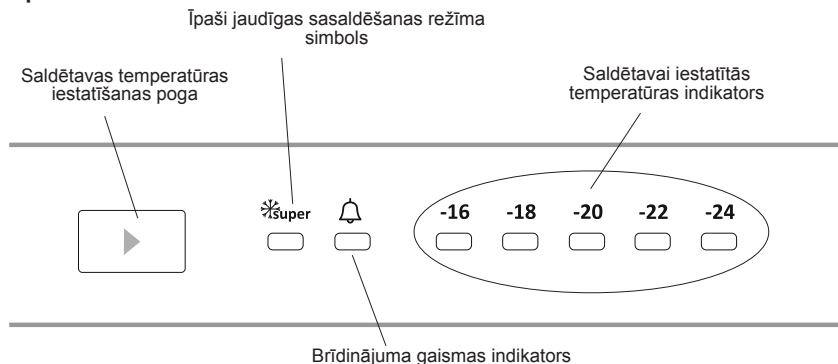 Īpaši jaudīgas sasaldēšanas režīma
simbols
Saldētavas temperatūras
iestatīšanas poga
Saldētavai iestatītās
temperatūras indikators
super
-16 -18 -20 -22 -24
Brīdinājuma gaismas indikators